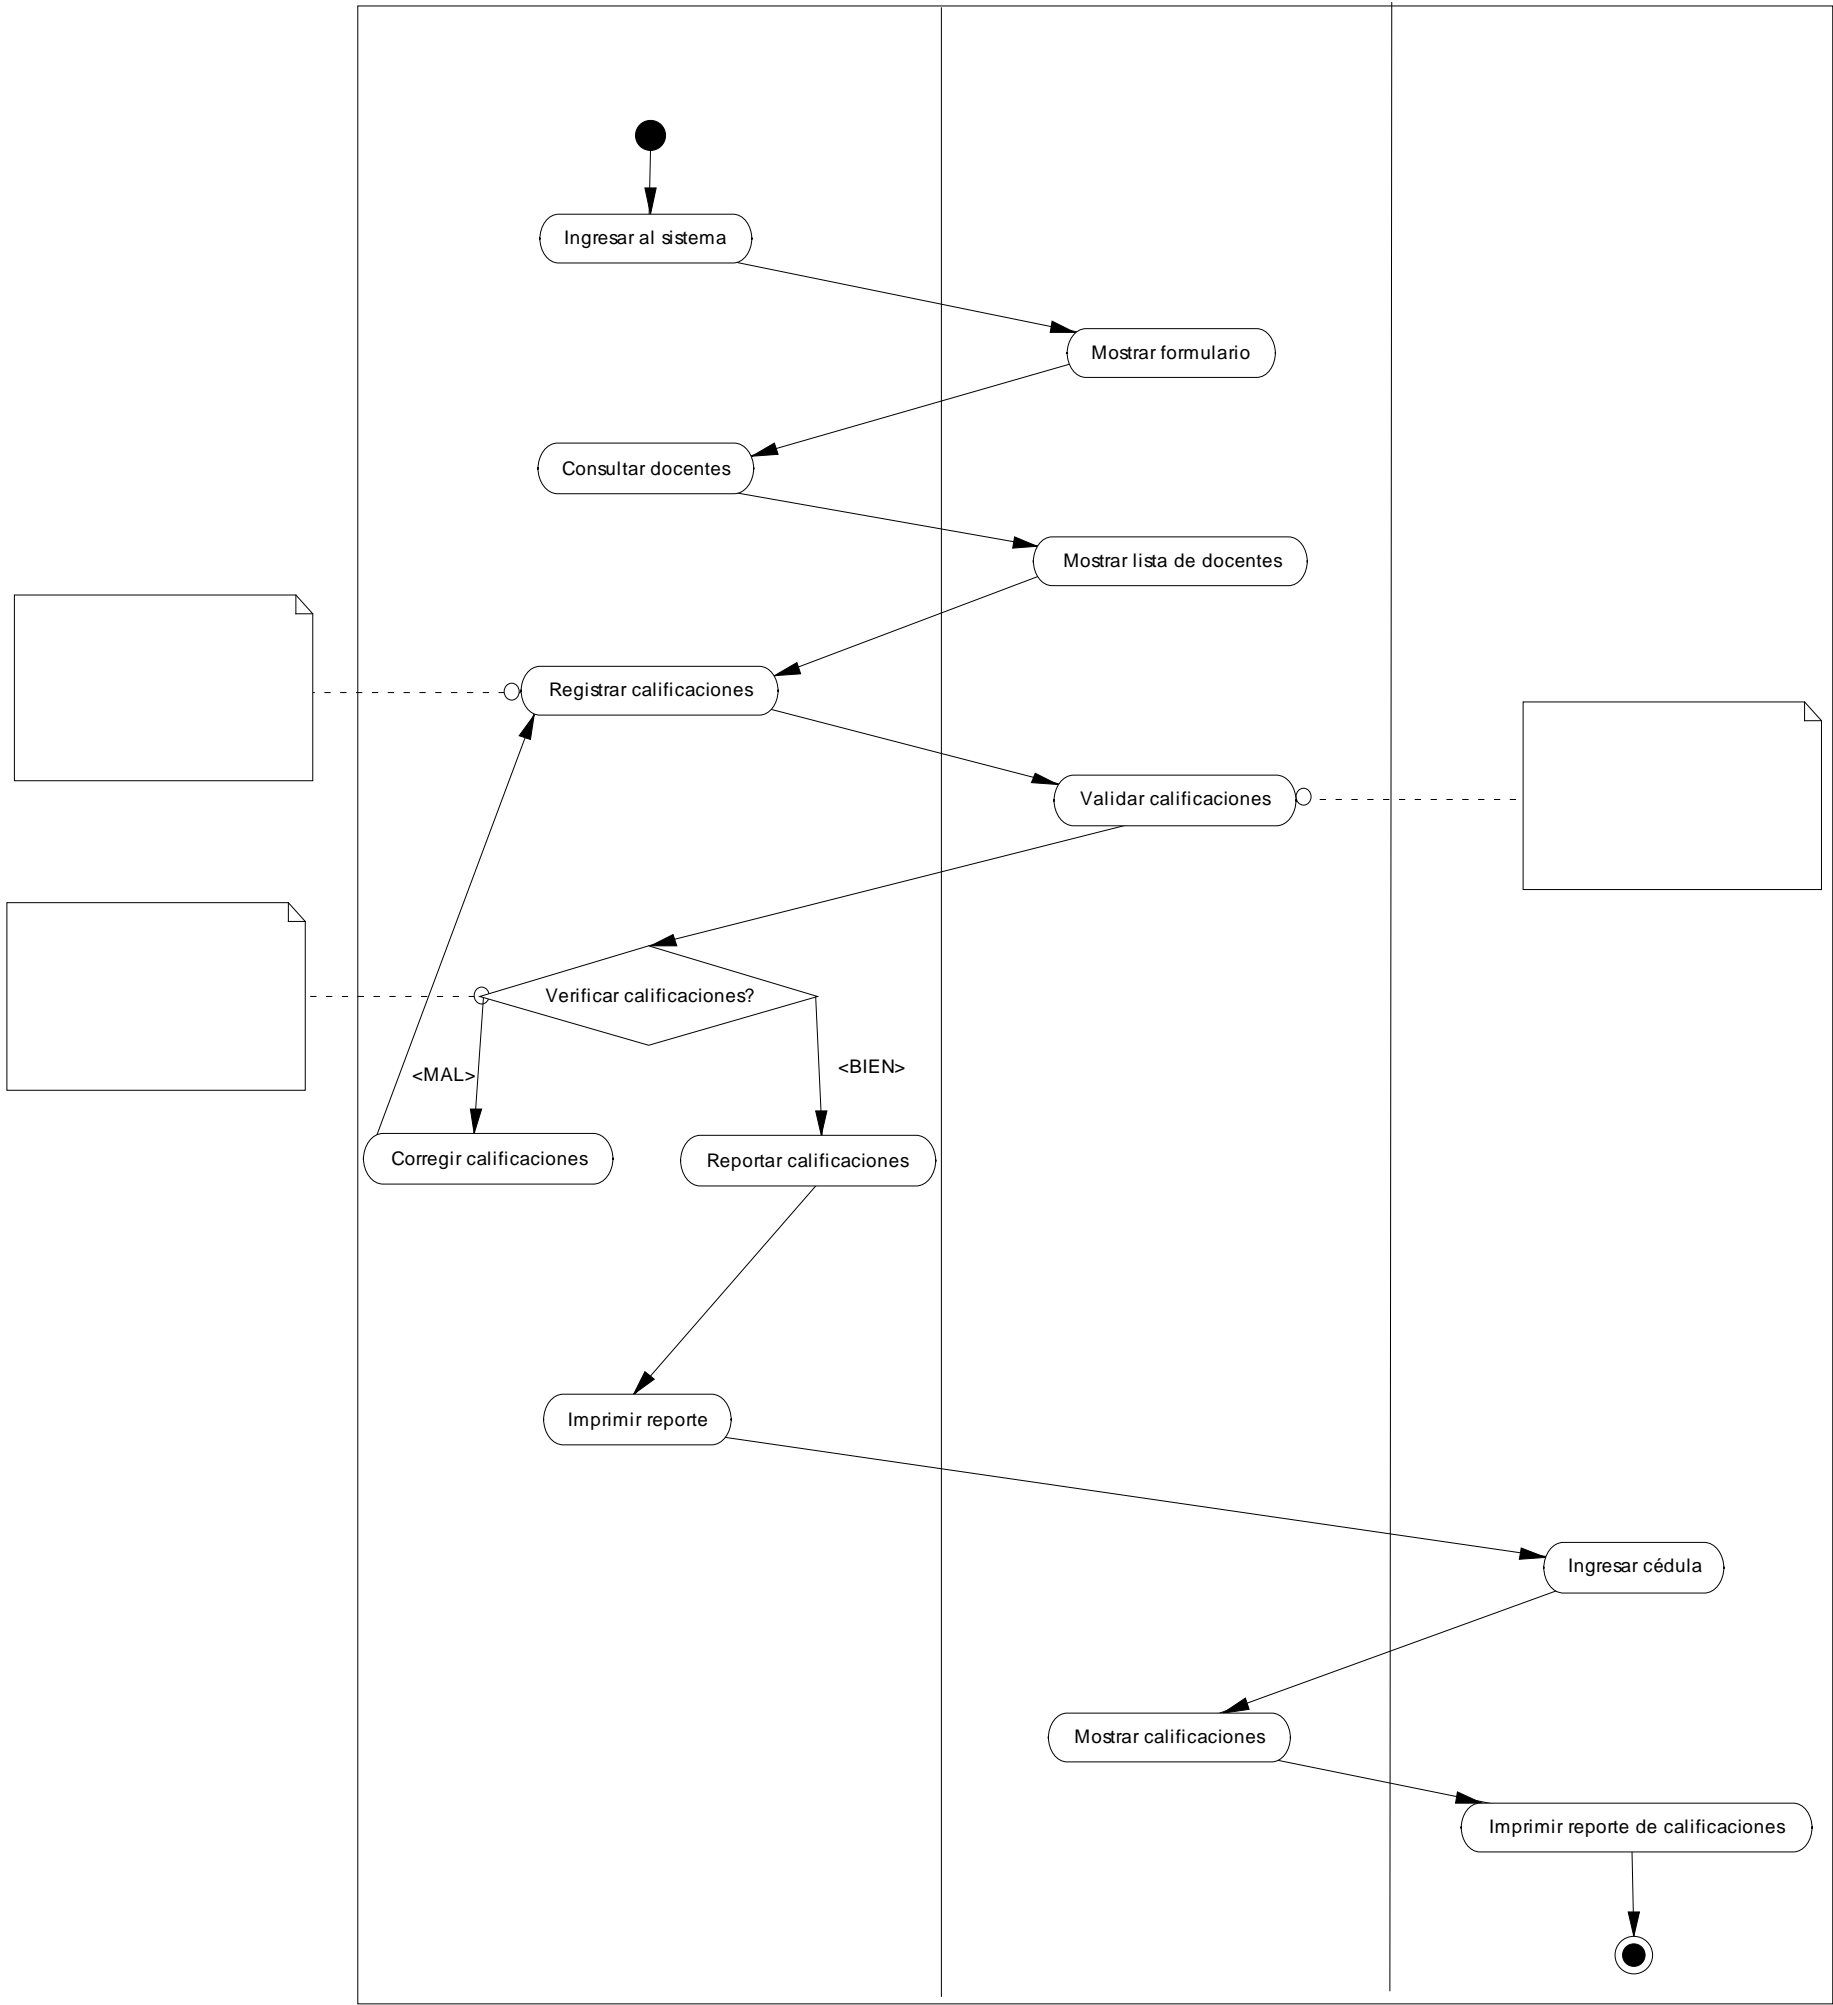 Ingresar al sistema
Mostrar formulario
Consultar docentes
Mostrar lista de docentes
Registrar calificaciones
Validar calificaciones
Verificar calificaciones?
<MAL>
<BIEN>
Corregir calificaciones
Reportar calificaciones
Imprimir reporte
Ingresar cédula
Mostrar calificaciones
Imprimir reporte de calificaciones